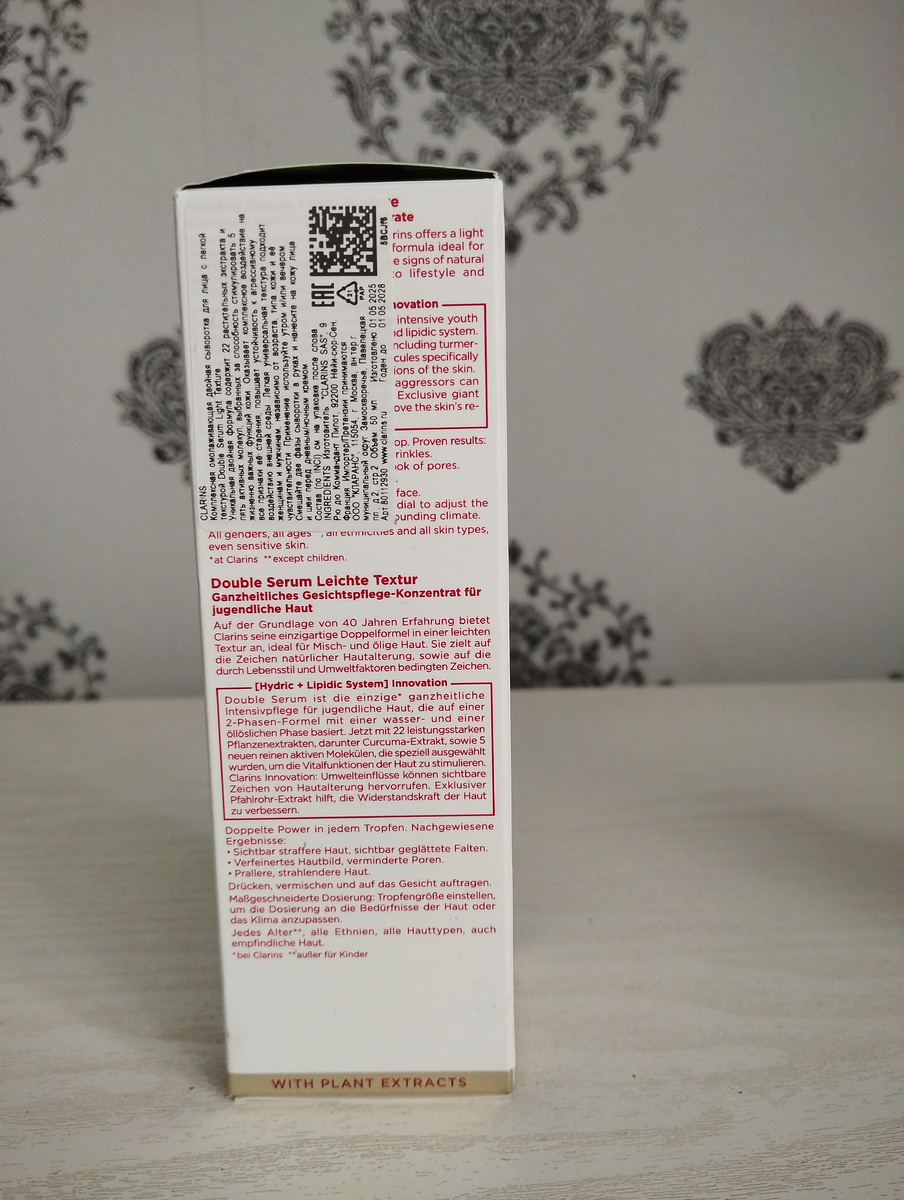 CLARINS
Комплексная омолаживающая двойная сыворотка для лица с легкой
текстурой Double Serum Light Texture
Уникальная двойная формула содержит 22 растительных экстракта и
пять активных молекул, выбранных за способность стимулировать 5
жизненно важных функций кожи. Оказывает комплексное воздействие на
все признаки её старения, повышает устойчивость к агрессивному
воздействию внешней среды. Легкая универсальная текстура подходит
женщинам и мужчинам, независимо от возраста, типа кожи и её
чувствительности. Применение: используйте утром и/или вечером.
Смешайте две фазы сыворотки в руках и нанесите на кожу лица
и шеи перед дневным/ночным кремом.
Состав (по INCI) см. на упаковке после слова
INGREDIENTS. Изготовитель: "CLARINS SAS", 9
Рю дю Коммандант Пилот, 92200 Нёйи-сюр-Сен,
Франция. Импортер/Претензии принимаются:
ООО "КЛАРАНС", 115054, г. Москва, вн.тер.г.
муниципальный округ Замоскворечье, Павелецкая
пл., д.2, стр.2. Объем: 50 мл. Изготовлено: 01.05.2025
Арт.80112930 www.clarins.ru Годен до: 01.05.2028
EAC
21
PAP
5BCJf6
e
rate
rins offers a light
formula ideal for
e signs of natural
to lifestyle and
novation
intensive youth
nd lipidic system.
ncluding turmer-
cules specifically
ions of the skin.
aggressors can
Exclusive giant
ove the skin's re-
op. Proven results:
rinkles.
ook of pores.
face.
dial to adjust the
ounding climate.
All genders, all ages**, all ethnicities and all skin types,
even sensitive skin.
*at Clarins **except children.
Double Serum Leichte Textur
Ganzheitliches Gesichtspflege-Konzentrat für
jugendliche Haut
Auf der Grundlage von 40 Jahren Erfahrung bietet
Clarins seine einzigartige Doppelformel in einer leichten
Textur an, ideal für Misch- und ölige Haut. Sie zielt auf
die Zeichen natürlicher Hautalterung, sowie auf die
durch Lebensstil und Umweltfaktoren bedingten Zeichen.
[Hydric + Lipidic System] Innovation
Double Serum ist die einzige* ganzheitliche
Intensivpflege für jugendliche Haut, die auf einer
2-Phasen-Formel mit einer wasser- und einer
öllöslichen Phase basiert. Jetzt mit 22 leistungsstarken
Pflanzenextrakten, darunter Curcuma-Extrakt, sowie 5
neuen reinen aktiven Molekülen, die speziell ausgewählt
wurden, um die Vitalfunktionen der Haut zu stimulieren.
Clarins Innovation: Umwelteinflüsse können sichtbare
Zeichen von Hautalterung hervorrufen. Exklusiver
Pfahlrohr-Extrakt hilft, die Widerstandskraft der Haut
zu verbessern.
Doppelte Power in jedem Tropfen. Nachgewiesene
Ergebnisse:
• Sichtbar straffere Haut, sichtbar geglättete Falten.
• Verfeinertes Hautbild, verminderte Poren.
• Prallere, strahlendere Haut.
Drücken, vermischen und auf das Gesicht auftragen.
Maßgeschneiderte Dosierung: Tropfengröße einstellen,
um die Dosierung an die Bedürfnisse der Haut oder
das Klima anzupassen.
Jedes Alter**, alle Ethnien, alle Hauttypen, auch
empfindliche Haut.
*bei Clarins **außer für Kinder
WITH PLANT EXTRACTS